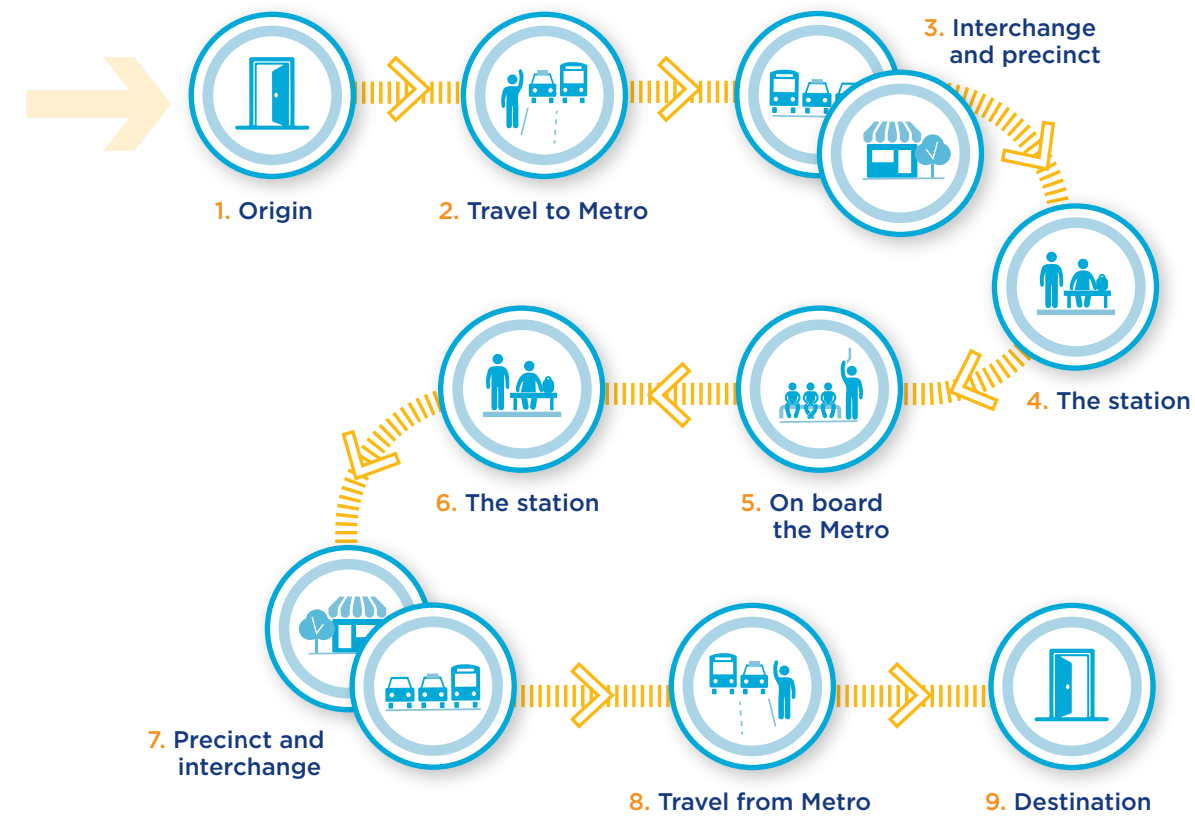 1. Origin
2. Travel to Metro
3. Interchange
and precinct
4. The station
5. On board
the Metro
6. The station
7. Precinct and
interchange
8. Travel from Metro
9. Destination